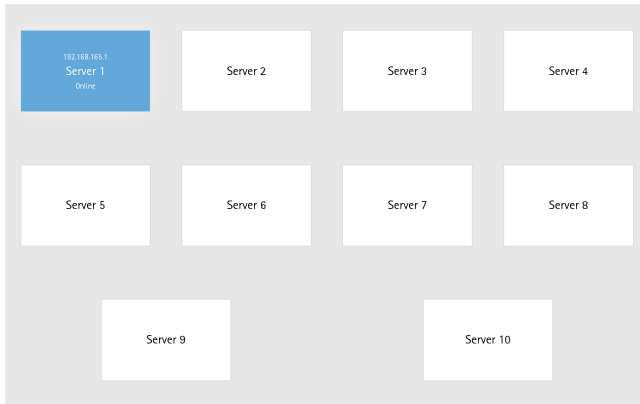 192.168.165.1
Server 1
Online
Server 2
Server 3
Server 4
Server 5
Server 6
Server 7
Server 8
Server 9
Server 10